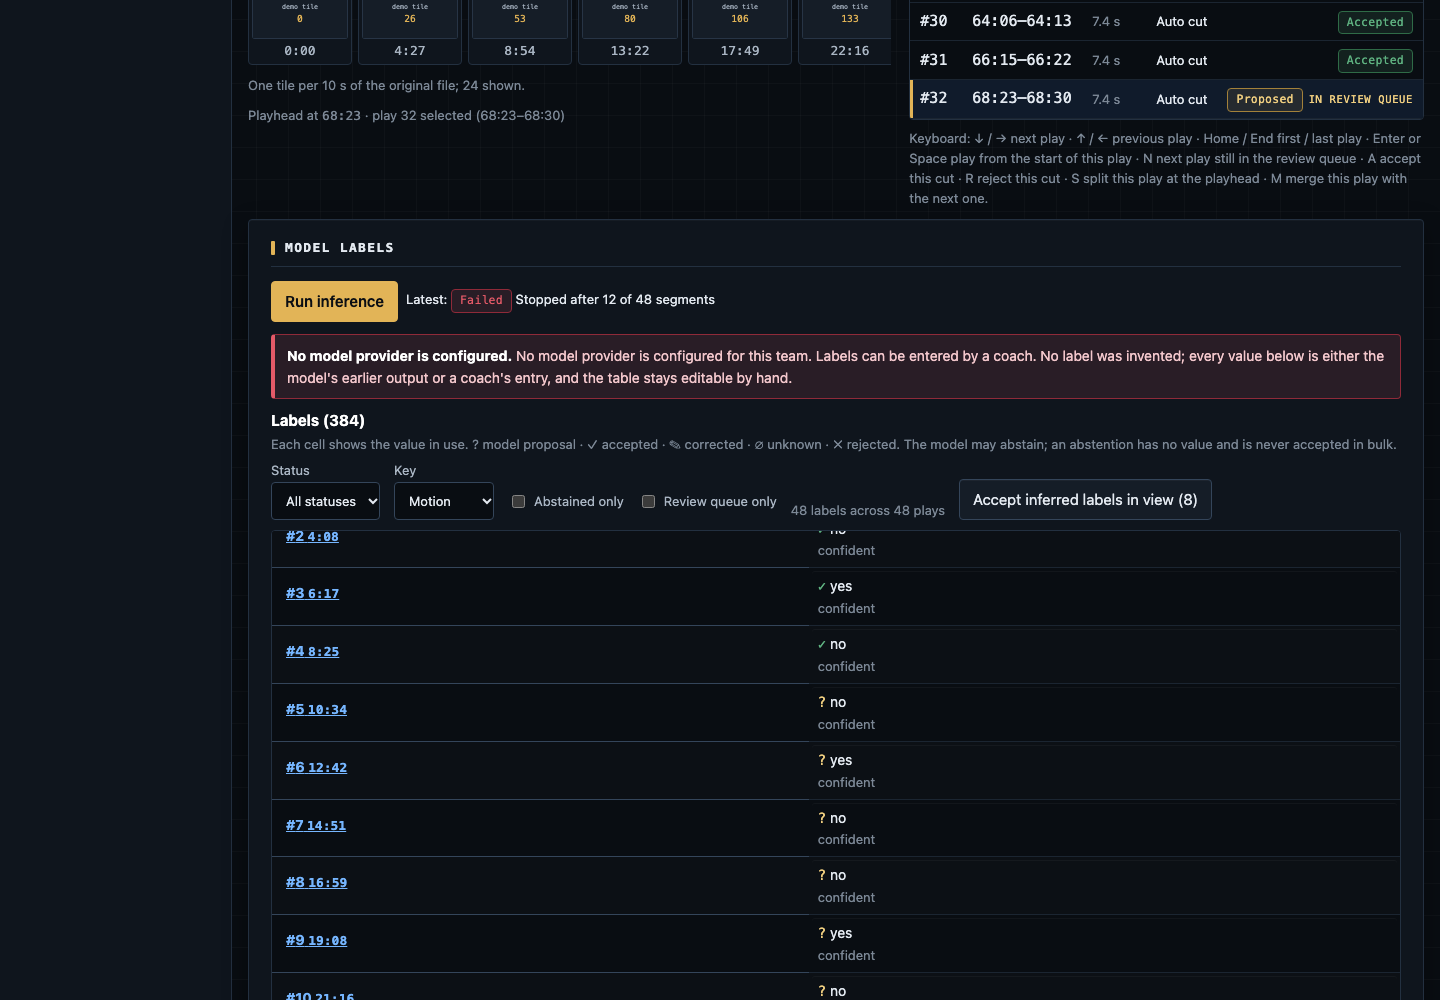 demo tile demo tile demo tile demo tile demo tile demo tile
0 26 53 80 106 133
0:00 4:27 8:54 13:22 17:49 22:16
One tile per 10 s of the original file; 24 shown.
Playhead at 68:23 · play 32 selected (68:23–68:30)
#30 64:06–64:13 7.4 s Auto cut Accepted
#31 66:15–66:22 7.4 s Auto cut Accepted
#32 68:23–68:30 7.4 s Auto cut Proposed IN REVIEW QUEUE
Keyboard: ↓ / → next play · ↑ / ← previous play · Home / End first / last play · Enter or
Space play from the start of this play · N next play still in the review queue · A accept
this cut · R reject this cut · S split this play at the playhead · M merge this play with
the next one.
MODEL LABELS
Run inference Latest: Failed Stopped after 12 of 48 segments
No model provider is configured. No model provider is configured for this team. Labels can be entered by a coach. No label was invented; every value below is either the
model's earlier output or a coach's entry, and the table stays editable by hand.
Labels (384)
Each cell shows the value in use. ? model proposal · ✓ accepted · ✎ corrected · ∅ unknown · ✕ rejected. The model may abstain; an abstention has no value and is never accepted in bulk.
Status Key
All statuses Motion Abstained only Review queue only 48 labels across 48 plays Accept inferred labels in view (8)
#2 4:08 no
confident
#3 6:17 ✓ yes
confident
#4 8:25 ✓ no
confident
#5 10:34 ? no
confident
#6 12:42 ? yes
confident
#7 14:51 ? no
confident
#8 16:59 ? no
confident
#9 19:08 ? yes
confident
#10 21:16 ? no